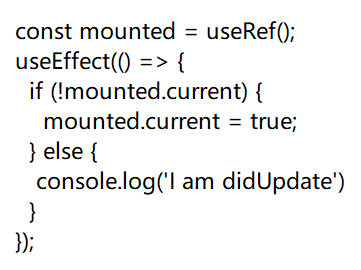 const mounted = useRef();
useEffect(() => {
  if (!mounted.current) {
    mounted.current = true;
  } else {
   console.log('I am didUpdate')
  }
});